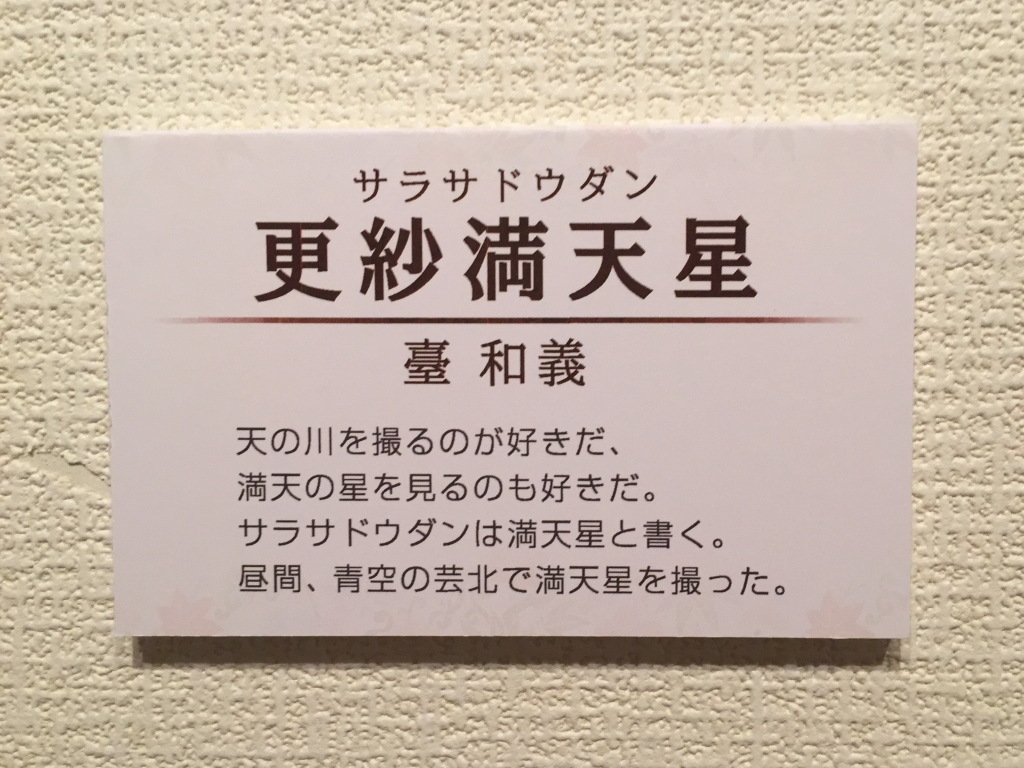 サラサドウダン
更紗満天星
臺 和義
天の川を撮るのが好きだ、
満天の星を見るのも好きだ。
サラサドウダンは満天星と書く。
昼間、青空の芸北で満天星を撮った。